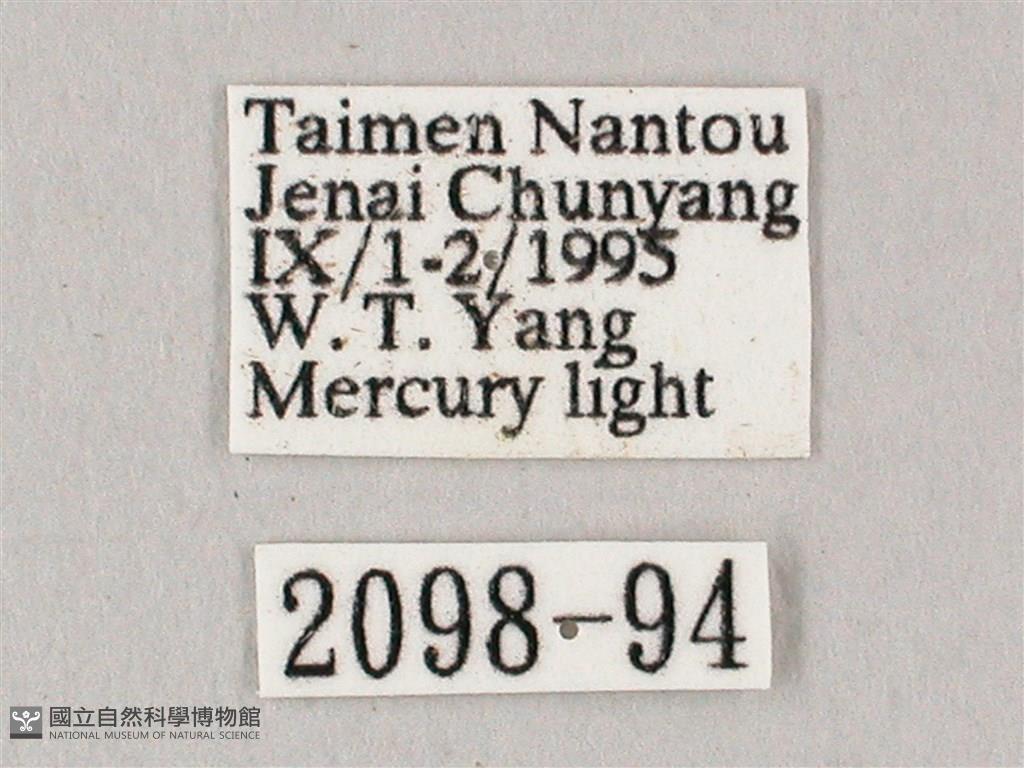 Taimen Nantou
Jenai Chunyang
IX/1-2/1995
W. T. Yang
Mercury light
2098-94
國立自然科學博物館
NATIONAL MUSEUM OF NATURAL SCIENCE